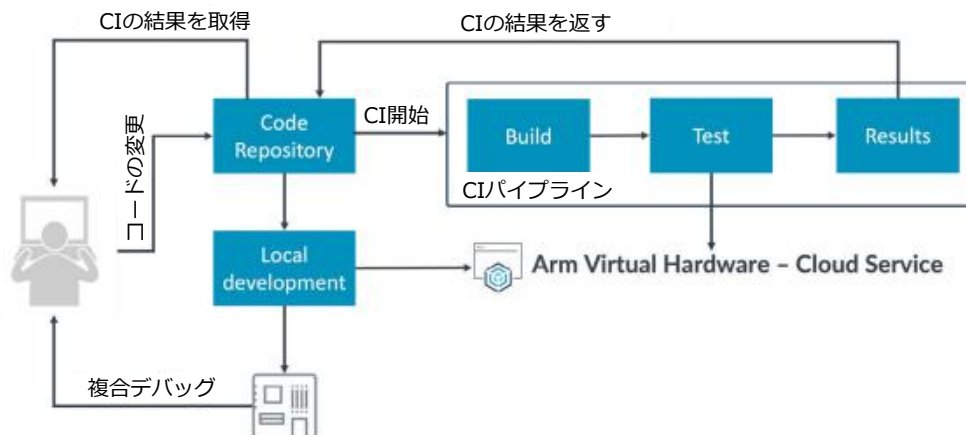 CIの結果を取得
CIの結果を返す
コードの変更
Code
Repository
CI開始
Build
Test
Results
CIパイプライン
Local
development
Arm Virtual Hardware – Cloud Service
複合デバッグ